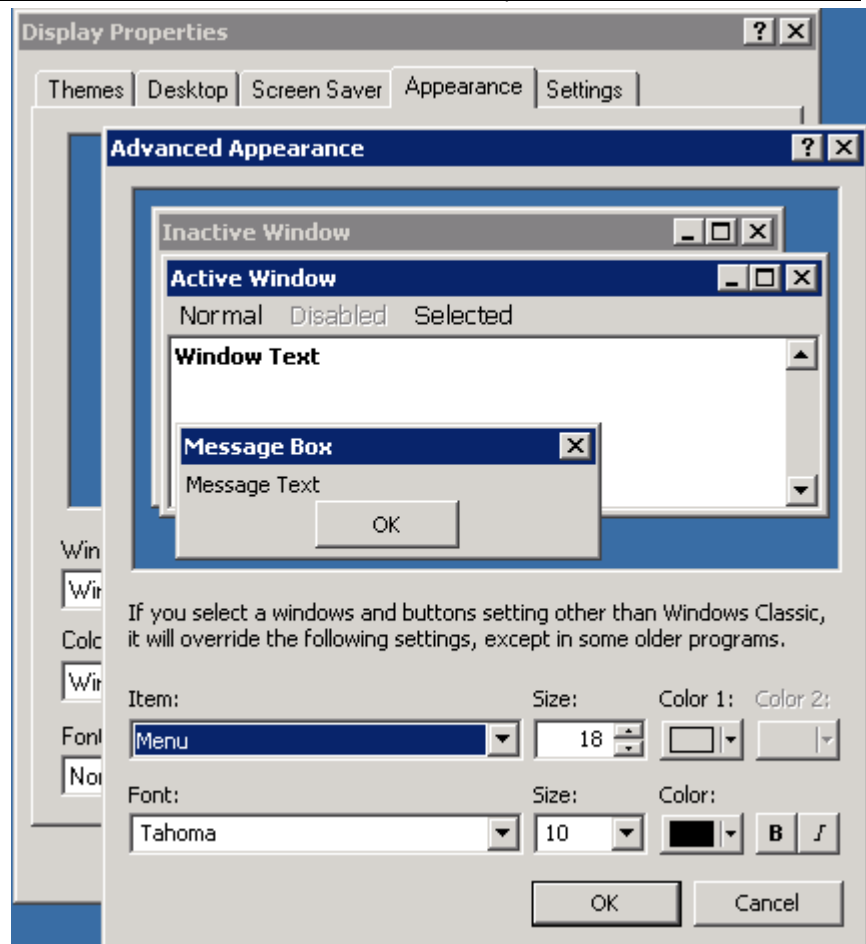 Display Properties
Themes Desktop Screen Saver Appearance Settings
Advanced Appearance
Inactive Window
Active Window
Normal Disabled Selected
Window Text
Message Box
Message Text
OK
Win
If you select a windows and buttons setting other than Windows Classic,
it will override the following settings, except in some older programs.
Item: Size: Color 1: Color 2:
Menu 18
Font: Size: Color:
Tahoma 10 B I
OK Cancel